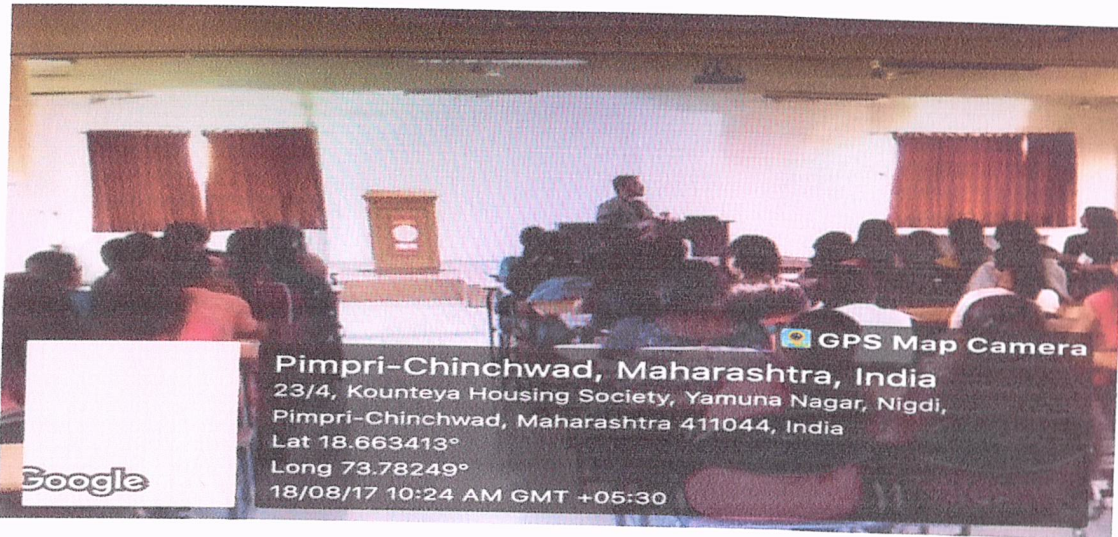 GPS Map Camera
Pimpri-Chinchwad, Maharashtra, India
23/4, Kounteya Housing Society, Yamuna Nagar, Nigdi,
Pimpri-Chinchwad, Maharashtra 411044, India
Lat 18.663413°
Long 73.78249°
18/08/17 10:24 AM GMT +05:30
Google